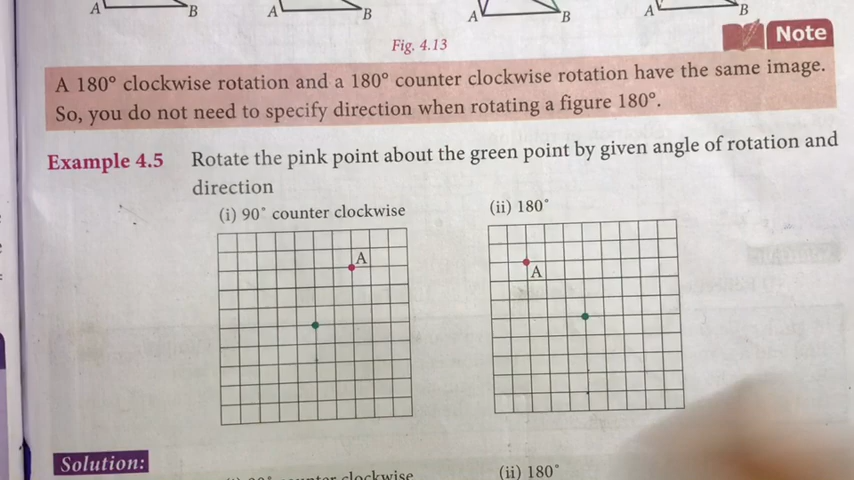 A B A B A B A B
Fig. 4.13
Note
A 180° clockwise rotation and a 180° counter clockwise rotation have the same image.
So, you do not need to specify direction when rotating a figure 180°.
Example 4.5 Rotate the pink point about the green point by given angle of rotation and
direction
(i) 90° counter clockwise (ii) 180°
A
A
Solution:
counter clockwise (ii) 180°